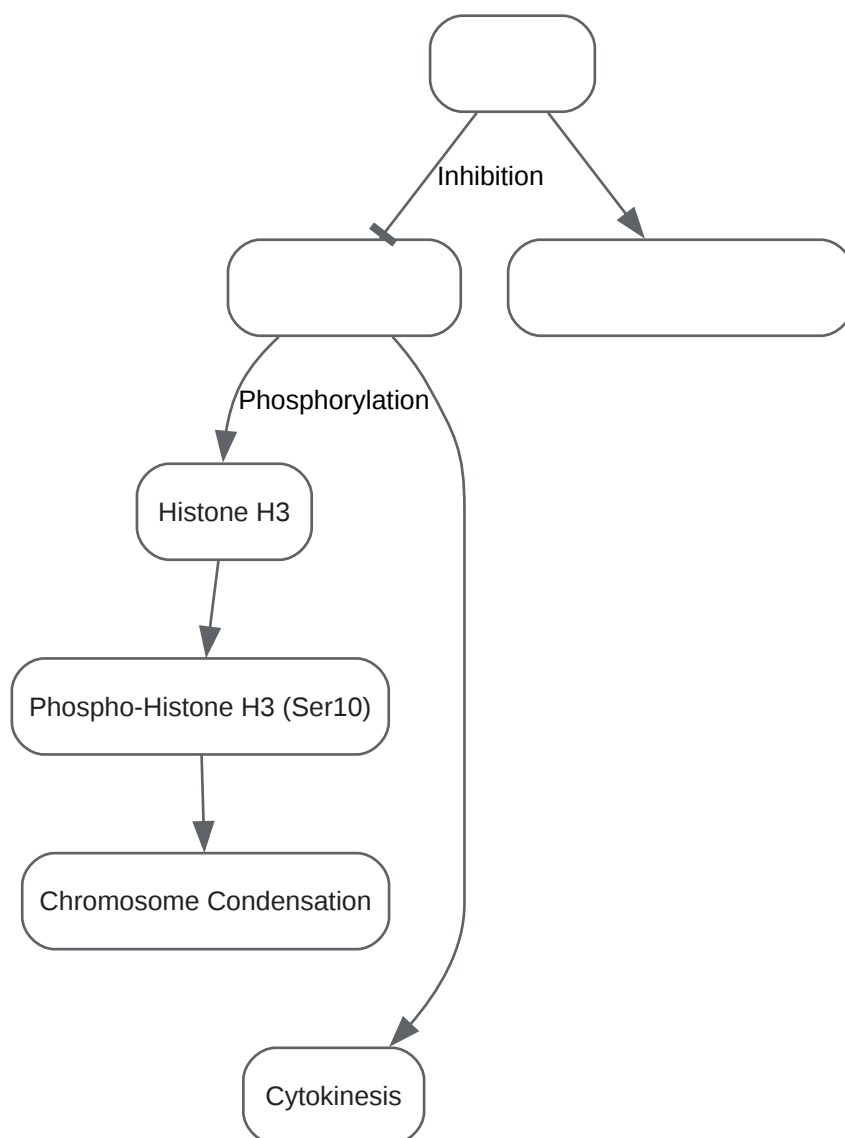 Inhibition
Phosphorylation
Histone H3
Phospho-Histone H3 (Ser10)
Chromosome Condensation
Cytokinesis